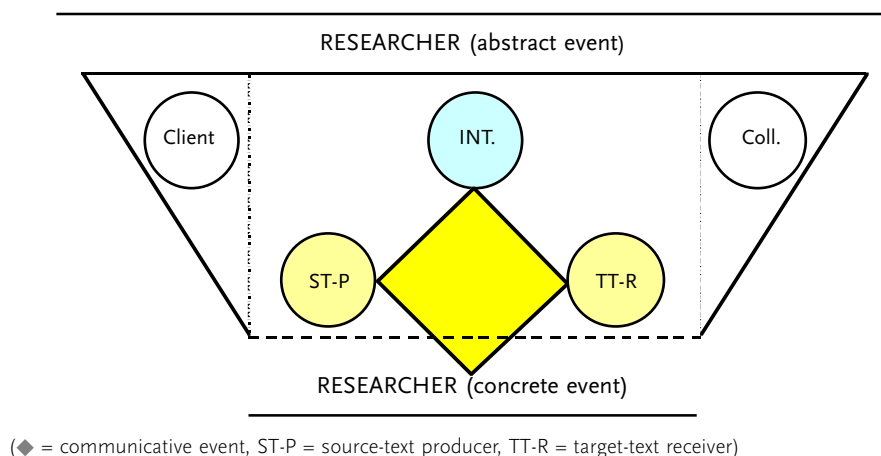 RESEARCHER (abstract event)
Client
INT.
Coll.
ST-P
TT-R
RESEARCHER (concrete event)
(◆ = communicative event, ST-P = source-text producer, TT-R = target-text receiver)